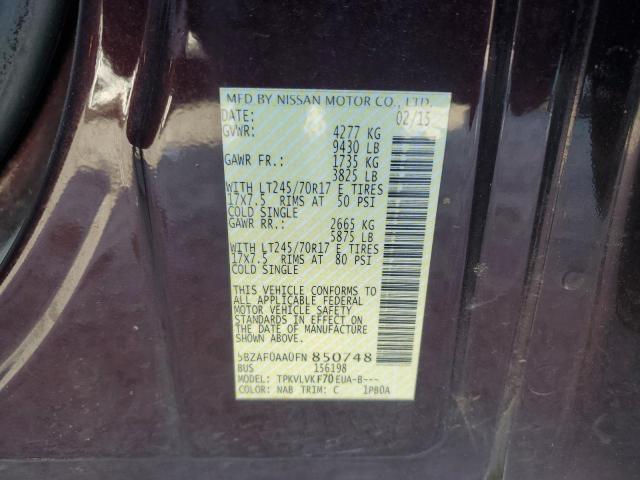 MFD BY NISSAN MOTOR CO., LTD.
DATE: 02/15
GVWR: 4277 KG
9430 LB
GAWR FR.: 1735 KG
3825 LB
WITH LT245/70R17 E TIRES
17X7.5 RIMS AT 50 PSI
COLD SINGLE
GAWR RR.: 2665 KG
5875 LB
WITH LT245/70R17 E TIRES
17X7.5 RIMS AT 80 PSI
COLD SINGLE
THIS VEHICLE CONFORMS TO
ALL APPLICABLE FEDERAL
MOTOR VEHICLE SAFETY
STANDARDS IN EFFECT ON
THE DATE OF MANUFACTURE
SHOWN ABOVE.
5BZAF0AA0FN 850748
BUS 156198
MODEL: TPKVLVKF70EUA-B---
COLOR: NAB TRIM: C 1PB0A